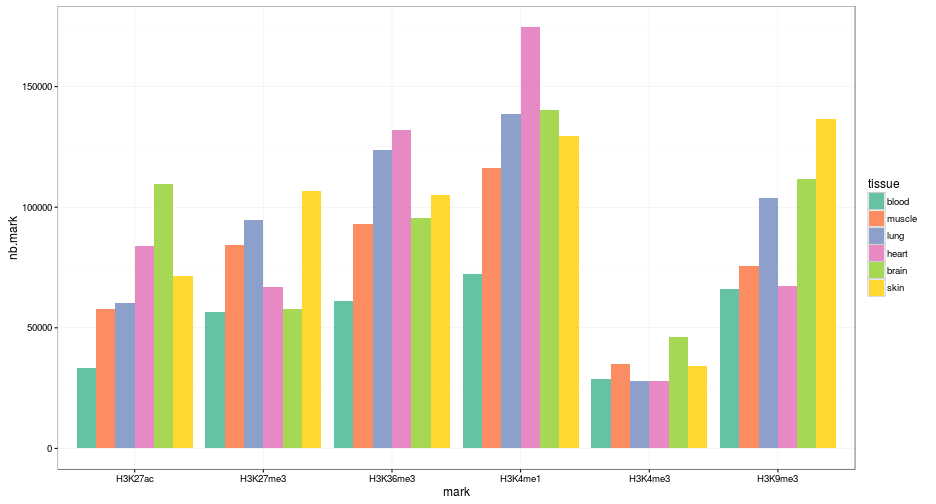 nb.mark
150000
100000
50000
0
H3K27ac H3K27me3 H3K36me3 H3K4me1 H3K4me3 H3K9me3
mark
tissue
blood
muscle
lung
heart
brain
skin